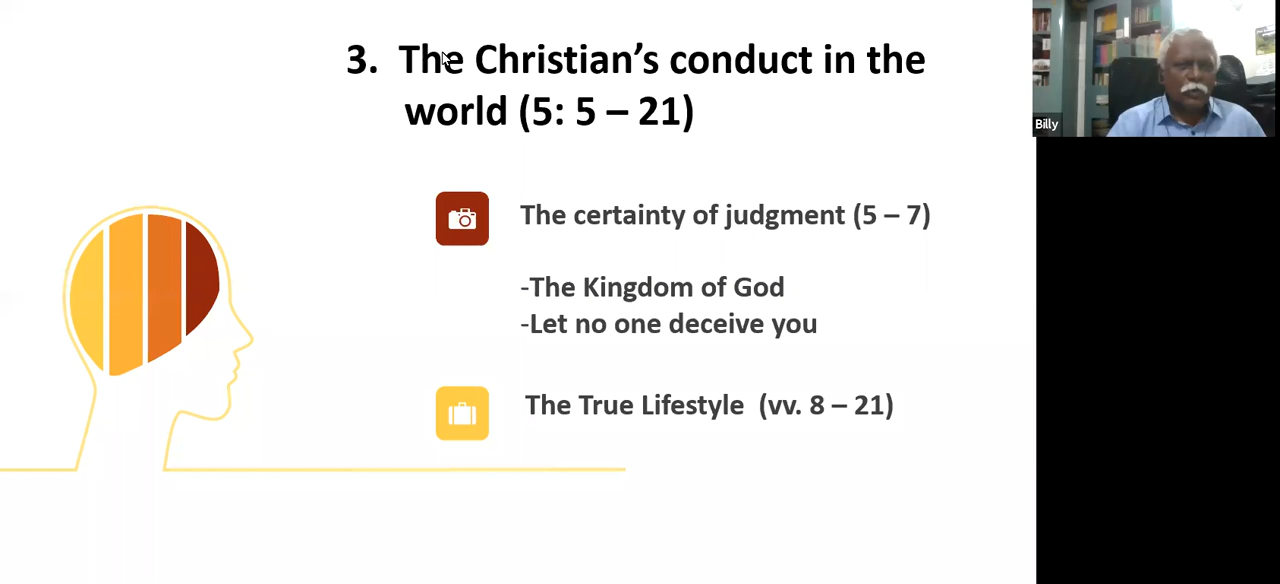 3. The Christian’s conduct in the
world (5: 5 – 21)
Billy
The certainty of judgment (5 – 7)
-The Kingdom of God
-Let no one deceive you
The True Lifestyle (vv. 8 – 21)